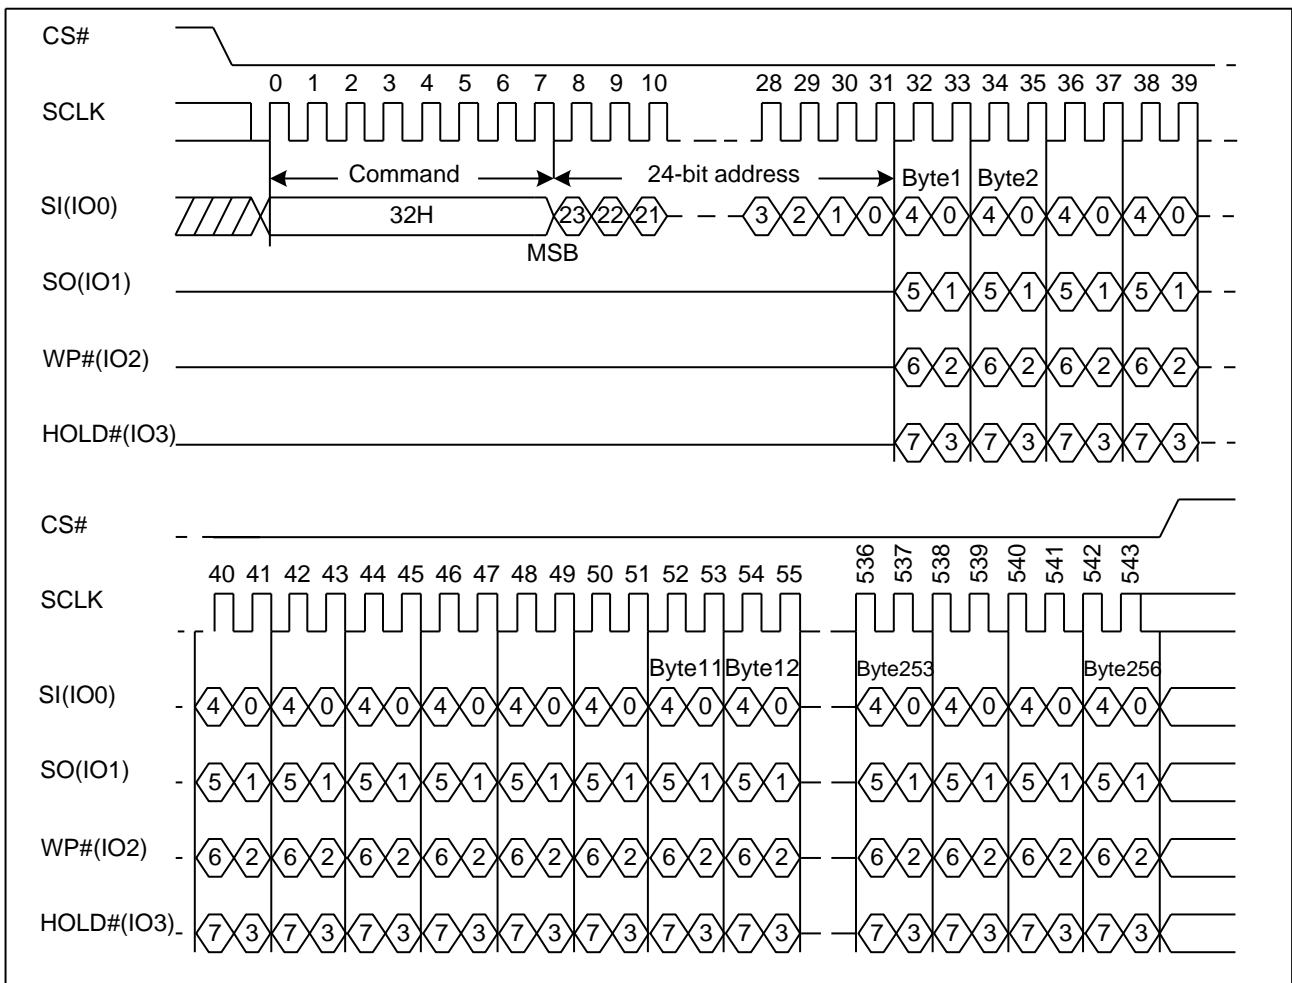 CS#
0 1 2 3 4 5 6 7 8 9 10 28 29 30 31 32 33 34 35 36 37 38 39
SCLK
Command 24-bit address Byte1 Byte2
SI(IO0) 32H 23 22 21 3 2 1 0 4 0 4 0 4 0 4 0
MSB
SO(IO1) 5 1 5 1 5 1 5 1
WP#(IO2) 6 2 6 2 6 2 6 2
HOLD#(IO3) 7 3 7 3 7 3 7 3
CS#
40 41 42 43 44 45 46 47 48 49 50 51 52 53 54 55 536 537 538 539 540 541 542 543
SCLK
Byte11 Byte12 Byte253 Byte256
SI(IO0) 4 0 4 0 4 0 4 0 4 0 4 0 4 0 4 0 4 0 4 0 4 0 4 0
SO(IO1) 5 1 5 1 5 1 5 1 5 1 5 1 5 1 5 1 5 1 5 1 5 1 5 1
WP#(IO2) 6 2 6 2 6 2 6 2 6 2 6 2 6 2 6 2 6 2 6 2 6 2 6 2
HOLD#(IO3) 7 3 7 3 7 3 7 3 7 3 7 3 7 3 7 3 7 3 7 3 7 3 7 3